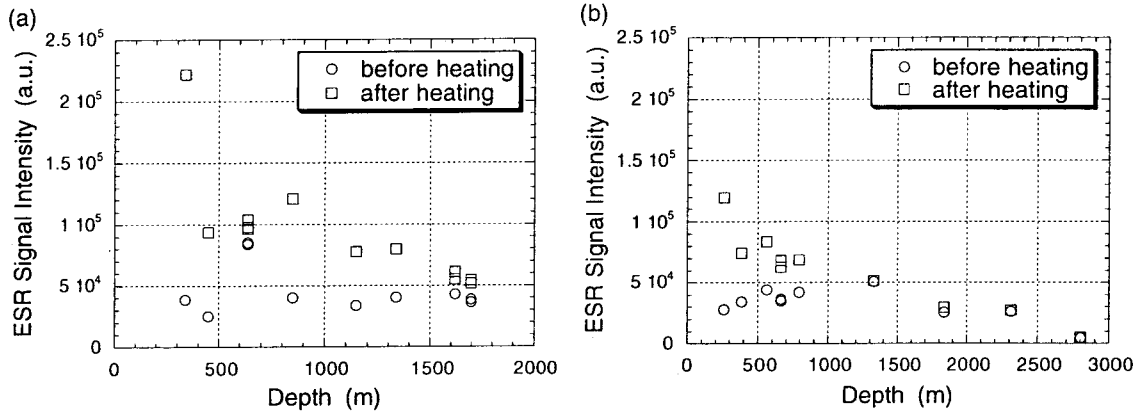 (a)
2.5 10⁵
2 10⁵
1.5 10⁵
1 10⁵
5 10⁴
0
0 500 1000 1500 2000
ESR Signal Intensity (a.u.)
Depth (m)
before heating
after heating
(b)
2.5 10⁵
2 10⁵
1.5 10⁵
1 10⁵
5 10⁴
0
0 500 1000 1500 2000 2500 3000
ESR Signal Intensity (a.u.)
Depth (m)
before heating
after heating